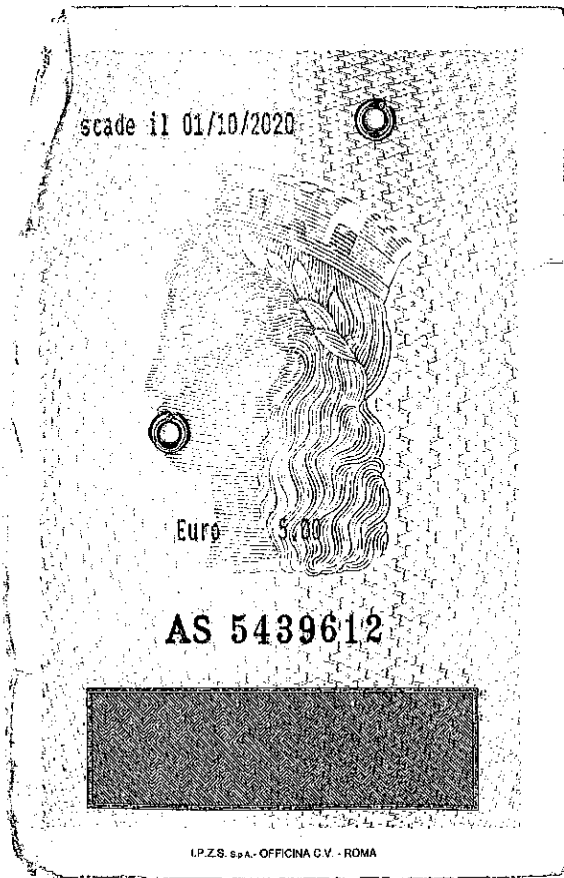 scade il 01/10/2020
Euro 5.00
AS 5439612
I.P.Z.S. S.p.A. - OFFICINA C.V. - ROMA